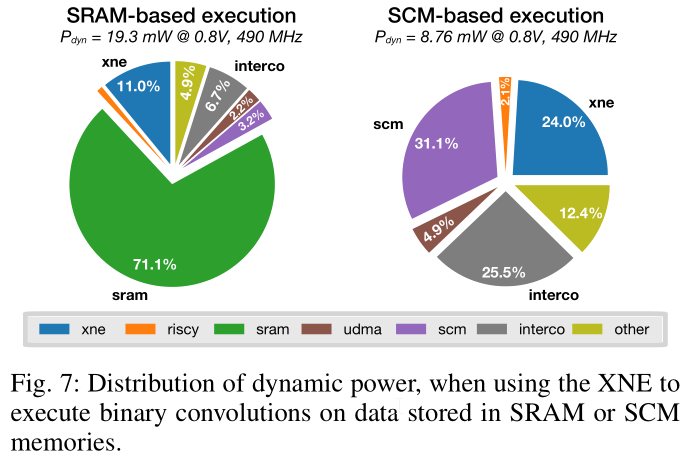 SRAM-based execution
P_dyn = 19.3 mW @ 0.8V, 490 MHz
xne
interco
11.0%
4.9%
6.7%
2.2%
3.2%
71.1%
sram
SCM-based execution
P_dyn = 8.76 mW @ 0.8V, 490 MHz
2.1%
xne
scm
24.0%
31.1%
12.4%
4.9%
25.5%
interco
xne riscy sram udma scm interco other
Fig. 7: Distribution of dynamic power, when using the XNE to
execute binary convolutions on data stored in SRAM or SCM
memories.